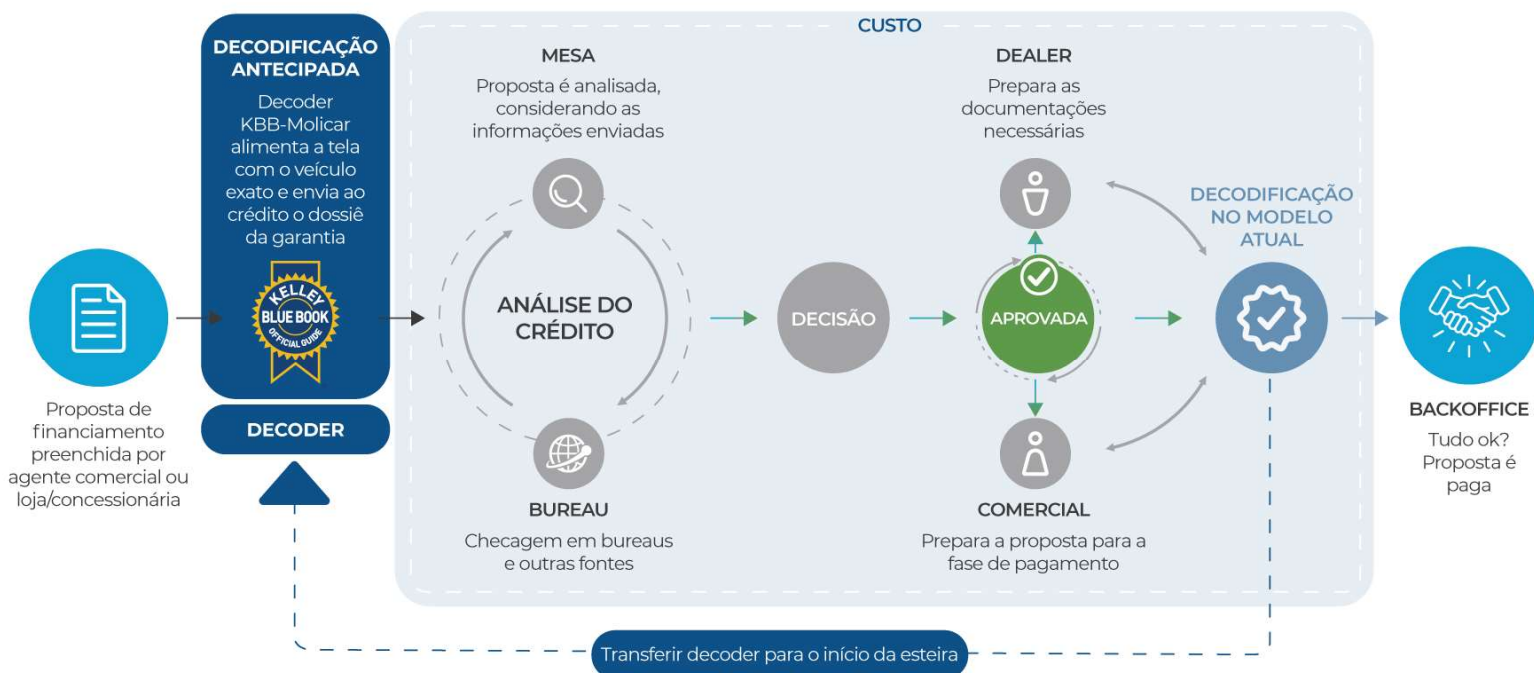 CUSTO
DECODIFICAÇÃO
ANTECIPADA
Decoder
KBB-Molicar
alimenta a tela
com o veículo
exato e envia ao
crédito o dossiê
da garantia
KELLEY
BLUE BOOK
OFFICIAL GUIDE
DECODER
Proposta de
financiamento
preenchida por
agente comercial ou
loja/concessionária
MESA
Proposta é analisada,
considerando as
informações enviadas
ANÁLISE DO
CRÉDITO
BUREAU
Checagem em bureaus
e outras fontes
DECISÃO
DEALER
Prepara as
documentações
necessárias
APROVADA
COMERCIAL
Prepara a proposta para a
fase de pagamento
DECODIFICAÇÃO
NO MODELO
ATUAL
BACKOFFICE
Tudo ok?
Proposta é
paga
Transferir decoder para o início da esteira